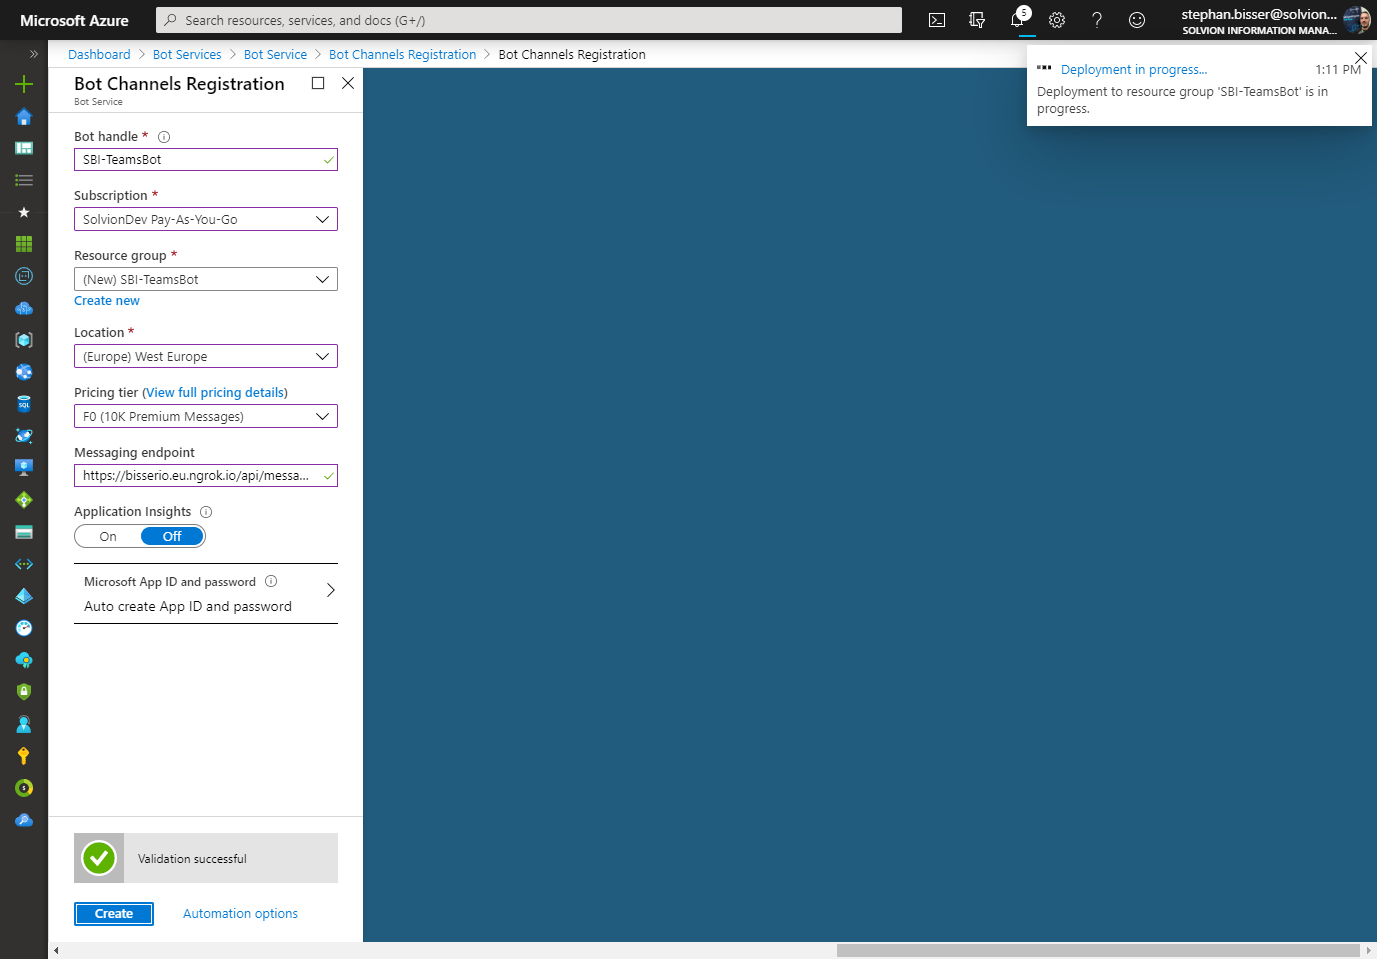 Microsoft Azure
Search resources, services, and docs (G+/)
5
stephan.bisser@solvion...
SOLVION INFORMATION MANA...
Dashboard > Bot Services > Bot Service > Bot Channels Registration > Bot Channels Registration
Deployment in progress...
1:11 PM
Deployment to resource group 'SBI-TeamsBot' is in
progress.
Bot Channels Registration
Bot Service
Bot handle *
SBI-TeamsBot
Subscription *
SolvionDev Pay-As-You-Go
Resource group *
(New) SBI-TeamsBot
Create new
Location *
(Europe) West Europe
Pricing tier (View full pricing details)
F0 (10K Premium Messages)
Messaging endpoint
https://bisserio.eu.ngrok.io/api/messa...
Application Insights
On Off
Microsoft App ID and password
Auto create App ID and password
Validation successful
Create
Automation options